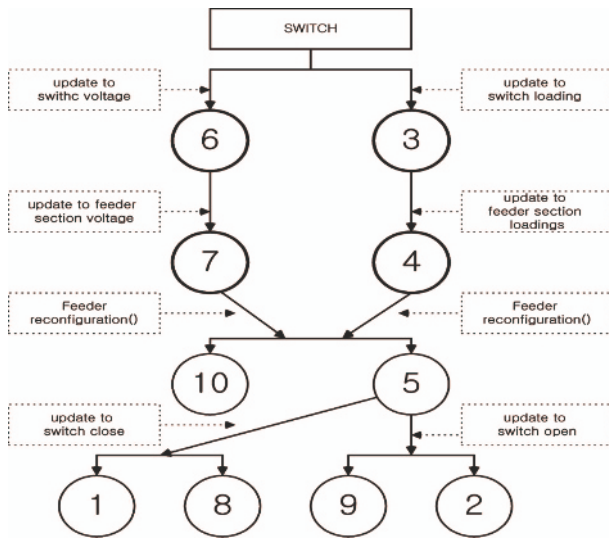 SWITCH
update to
swithc voltage
update to
switch loading
6
3
update to feeder
section voltage
update to
feeder section
loadings
7
4
Feeder
reconfiguration()
Feeder
reconfiguration()
10
5
update to
switch close
update to
switch open
1
8
9
2